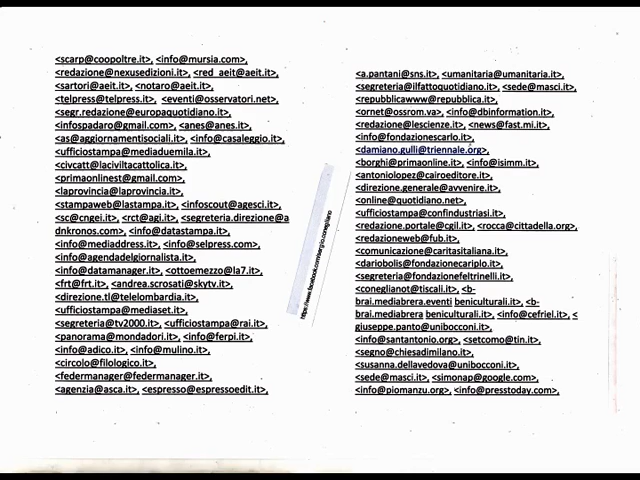 <scarp@coopoltre.it>, <info@mursia.com>,
<redazione@nexusedizioni.it>, <red_aeit@aeit.it>,
<sartori@aeit.it>, <notaro@aeit.it>,
<telpress@telpress.it>, <eventi@osservatori.net>,
<segr.redazione@europaquotidiano.it>,
<infospadaro@gmail.com>, <anes@anes.it>,
<as@aggiornamentisociali.it>, <info@casaleggio.it>,
<ufficiostampa@mediaduemila.it>,
<civcatt@laciviltacattolica.it>,
<primaonlinest@gmail.com>,
<laprovincia@laprovincia.it>,
<stampaweb@lastampa.it>, <infoscout@agesci.it>,
<sc@cngei.it>, <rct@agi.it>, <segreteria.direzione@a
dnkronos.com>, <info@datastampa.it>,
<info@mediaddress.it>, <info@selpress.com>,
<info@agendadelgiornalista.it>,
<info@datamanager.it>, <ottoemezzo@la7.it>,
<frt@frt.it>, <andrea.scrosati@skytv.it>,
<direzione.tl@telelombardia.it>,
<ufficiostampa@mediaset.it>,
<segreteria@tv2000.it>, <ufficiostampa@rai.it>,
<panorama@mondadori.it>, <info@ferpi.it>,
<info@adico.it>, <info@mulino.it>,
<circolo@filologico.it>,
<federmanager@federmanager.it>,
<agenzia@asca.it>, <espresso@espressoedit.it>,
https://www.facebook.com/sergio.conegliano
<a.pantani@sns.it>, <umanitaria@umanitaria.it>,
<segreteria@ilfattoquotidiano.it>, <sede@masci.it>,
<repubblicawww@repubblica.it>,
<ornet@ossrom.va>, <info@dbinformation.it>,
<redazione@lescienze.it>, <news@fast.mi.it>,
<info@fondazionescarlo.it>,
<damiano.gulli@triennale.org>,
<borghi@primaonline.it>, <info@isimm.it>,
<antoniolopez@cairoeditore.it>,
<direzione.generale@avvenire.it>,
<online@quotidiano.net>,
<ufficiostampa@confindustriasi.it>,
<redazione.portale@cgil.it>, <rocca@cittadella.org>,
<redazioneweb@fub.it>,
<comunicazione@caritasitaliana.it>,
<dariobolis@fondazionecariplo.it>,
<segreteria@fondazionefeltrinelli.it>,
<coneglianot@tiscali.it>, <b-
brai.mediabrera.eventi beniculturali.it>, <b-
brai.mediabrera beniculturali.it>, <info@cefriel.it>, <
giuseppe.panto@unibocconi.it>,
<info@santantonio.org>, <setcomo@tin.it>,
<segno@chiesadimilano.it>,
<susanna.dellavedova@unibocconi.it>,
<sede@masci.it>, <simonap@google.com>,
<info@piomanzu.org>, <info@presstoday.com>,